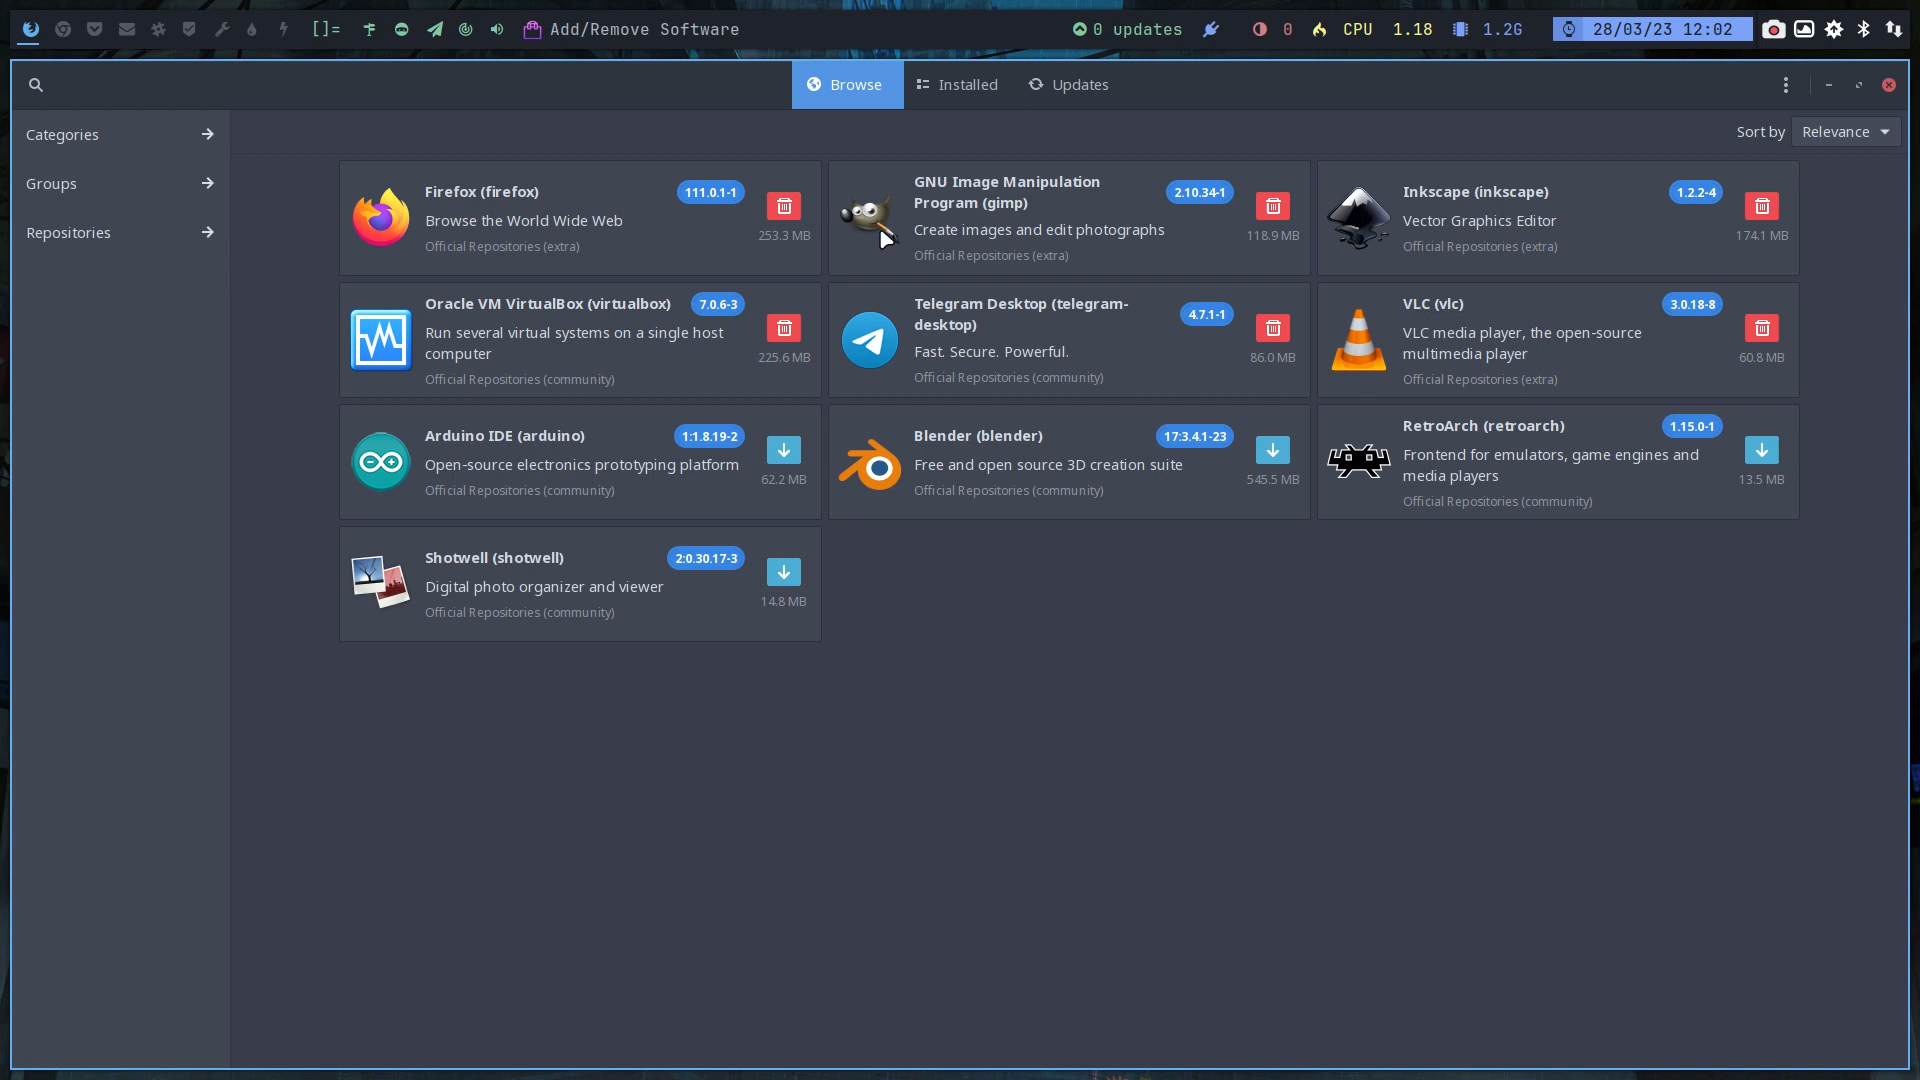 []= Add/Remove Software 0 updates 0 CPU 1.18 1.2G 28/03/23 12:02
Browse Installed Updates
Categories
Groups
Repositories
Sort by Relevance
Firefox (firefox) 111.0.1-1
Browse the World Wide Web
Official Repositories (extra)
253.3 MB
GNU Image Manipulation
Program (gimp)
2.10.34-1
Create images and edit photographs
Official Repositories (extra)
118.9 MB
Inkscape (inkscape) 1.2.2-4
Vector Graphics Editor
Official Repositories (extra)
174.1 MB
Oracle VM VirtualBox (virtualbox) 7.0.6-3
Run several virtual systems on a single host
computer
Official Repositories (community)
225.6 MB
Telegram Desktop (telegram-
desktop)
4.7.1-1
Fast. Secure. Powerful.
Official Repositories (community)
86.0 MB
VLC (vlc) 3.0.18-8
VLC media player, the open-source
multimedia player
Official Repositories (extra)
60.8 MB
Arduino IDE (arduino) 1:1.8.19-2
Open-source electronics prototyping platform
Official Repositories (community)
62.2 MB
Blender (blender) 17:3.4.1-23
Free and open source 3D creation suite
Official Repositories (community)
545.5 MB
RetroArch (retroarch) 1.15.0-1
Frontend for emulators, game engines and
media players
Official Repositories (community)
13.5 MB
Shotwell (shotwell) 2:0.30.17-3
Digital photo organizer and viewer
Official Repositories (community)
14.8 MB